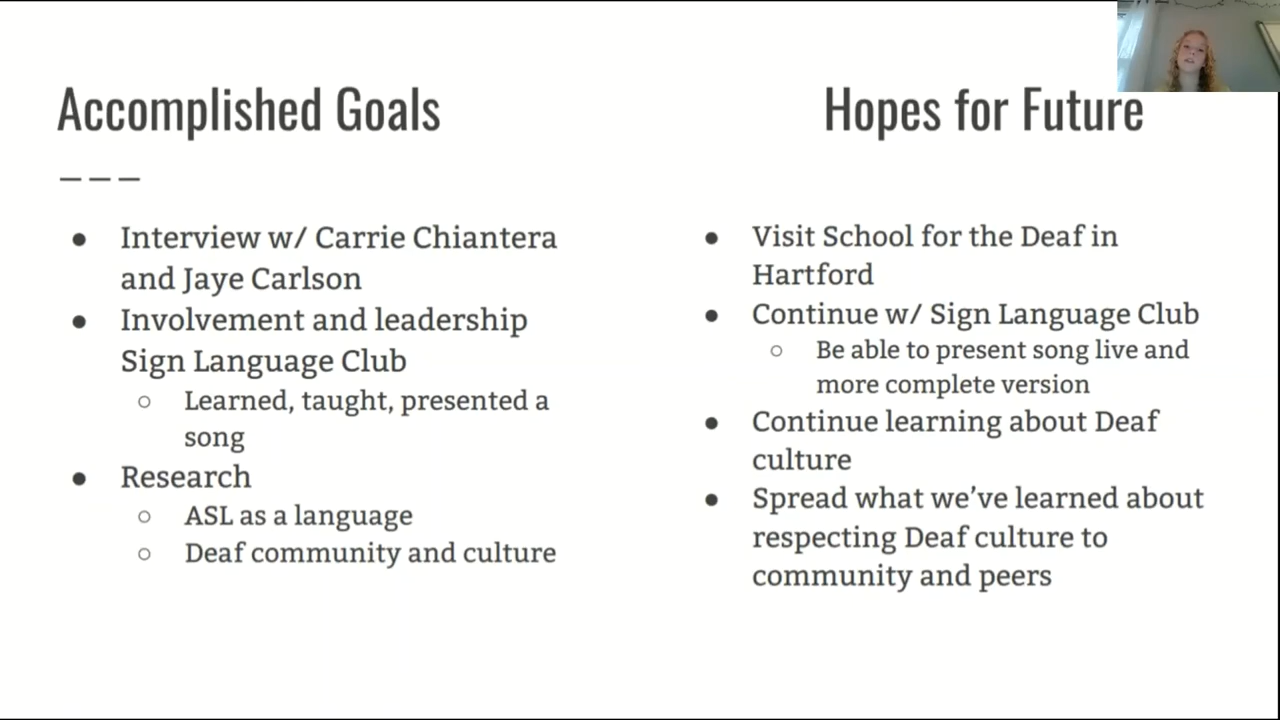 Accomplished Goals
Interview w/ Carrie Chiantera
and Jaye Carlson
Involvement and leadership
Sign Language Club
Learned, taught, presented a
song
Research
ASL as a language
Deaf community and culture
Hopes for Future
Visit School for the Deaf in
Hartford
Continue w/ Sign Language Club
Be able to present song live and
more complete version
Continue learning about Deaf
culture
Spread what we’ve learned about
respecting Deaf culture to
community and peers